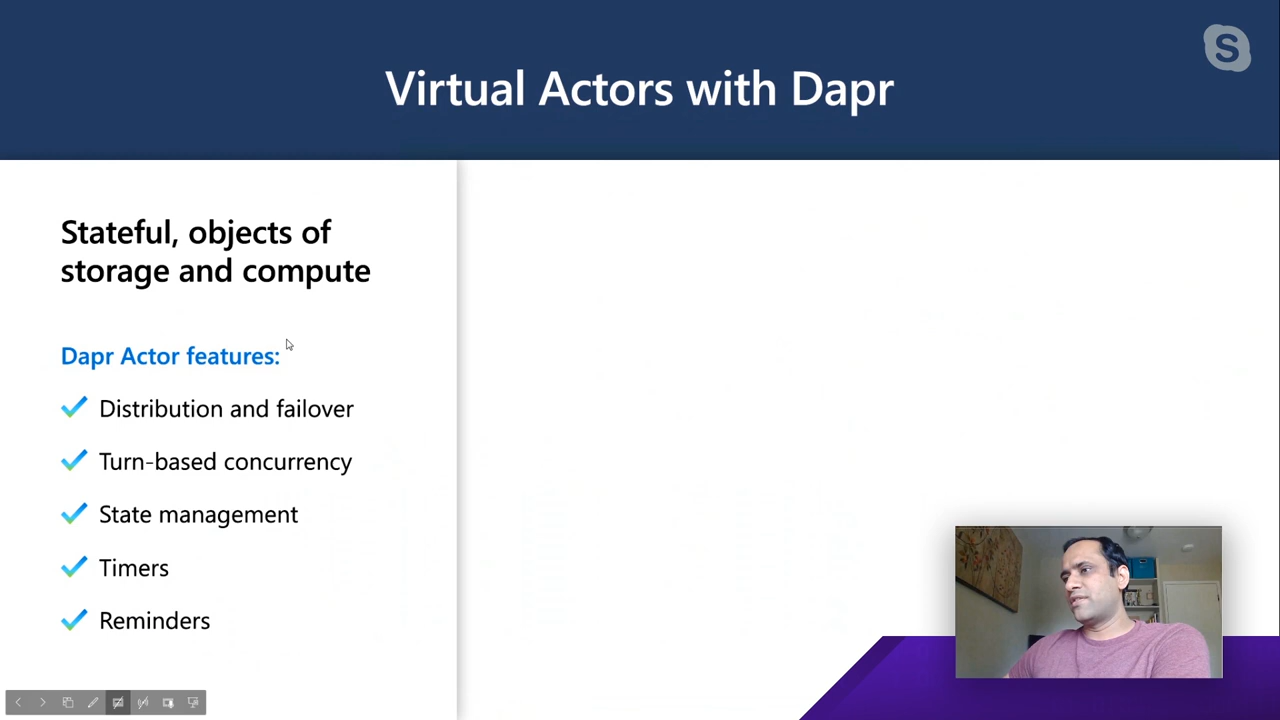 Virtual Actors with Dapr
S
Stateful, objects of
storage and compute
Dapr Actor features:
Distribution and failover
Turn-based concurrency
State management
Timers
Reminders